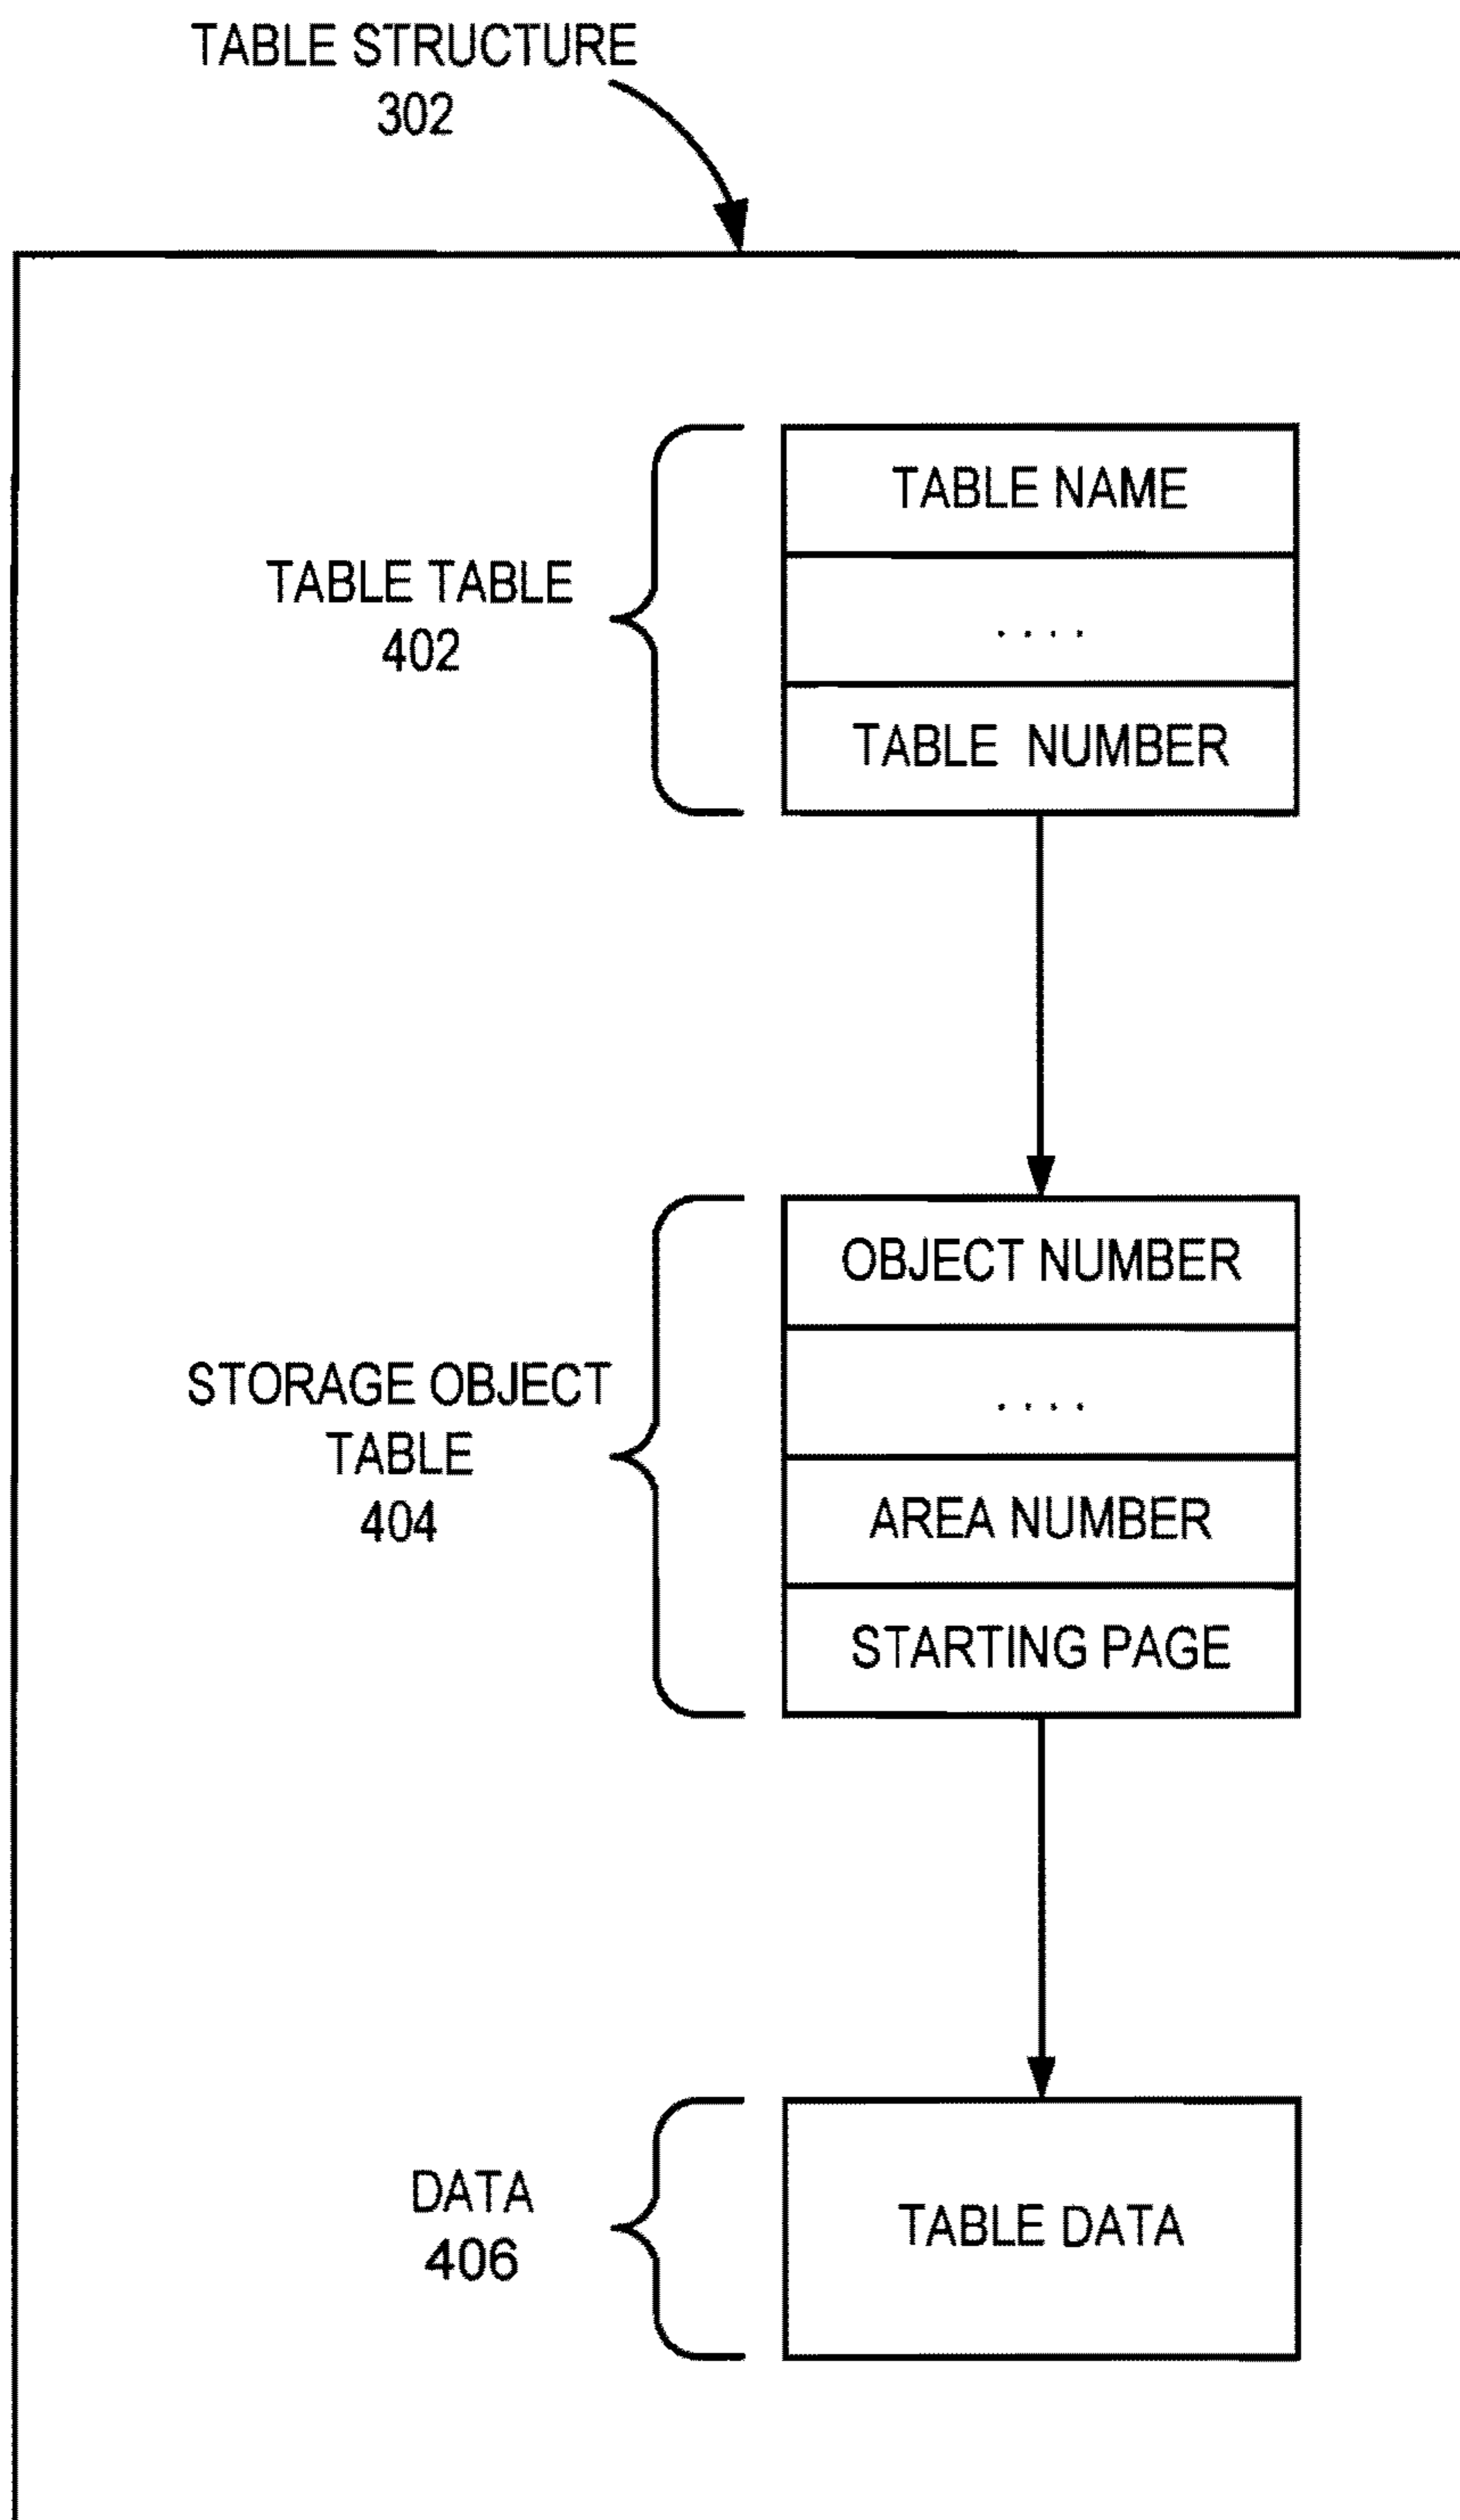 TABLE STRUCTURE
302
TABLE NAME
. . . .
TABLE NUMBER
TABLE TABLE
402
OBJECT NUMBER
. . . .
AREA NUMBER
STARTING PAGE
STORAGE OBJECT
TABLE
404
TABLE DATA
DATA
406